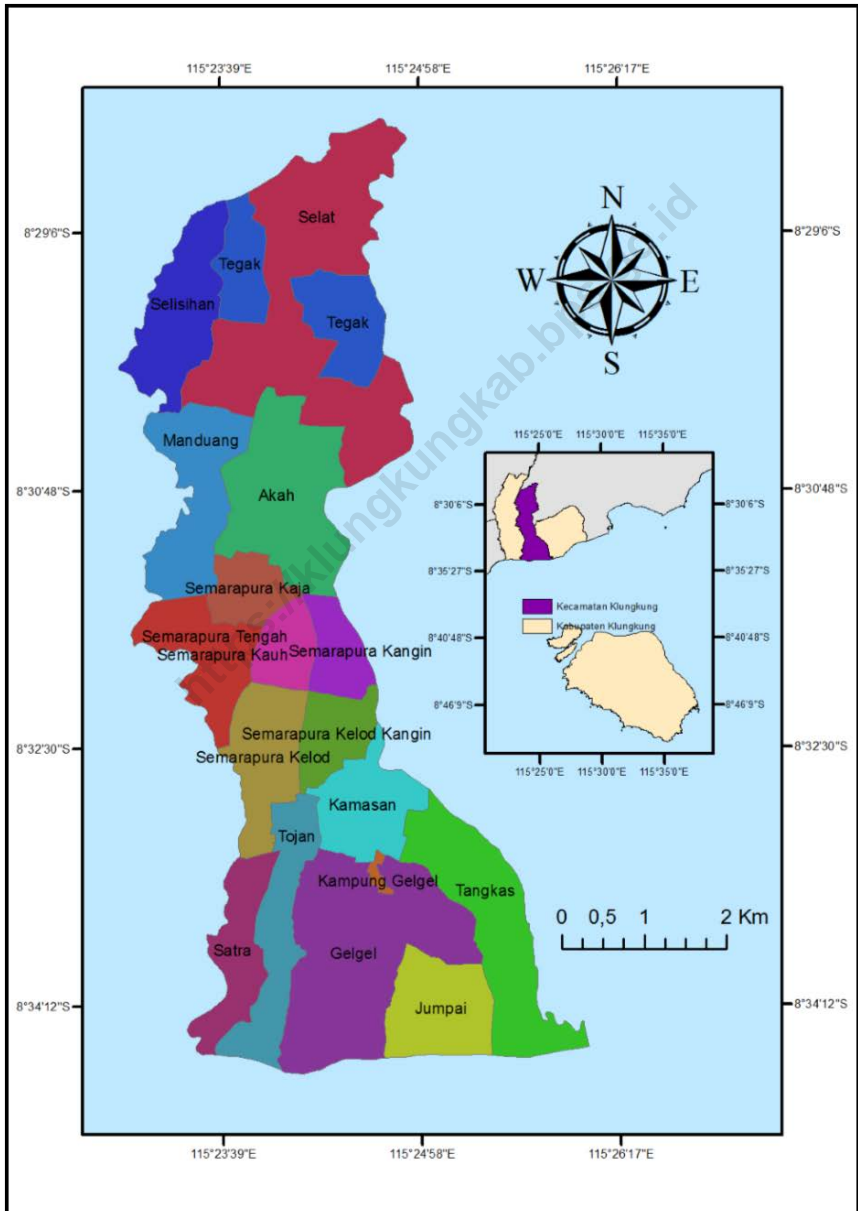 115°23'39"E 115°24'58"E 115°26'17"E
8°29'6"S 8°29'6"S
Selat
Tegak
Selisihan
Tegak
N
W E
S
Manduang
8°30'48"S 8°30'48"S
Akah
Semarapura Kaja
Semarapura Tengah
Semarapura Kauh Semarapura Kangin
Semarapura Kelod Kangin
8°32'30"S 8°32'30"S
Semarapura Kelod
Kamasan
Tojan
Kampung Gelgel
Tangkas
Satra
Gelgel
8°34'12"S 8°34'12"S
Jumpai
115°25'0"E 115°30'0"E 115°35'0"E
8°30'6"S 8°30'6"S
8°35'27"S 8°35'27"S
Kecamatan Klungkung
Kabupaten Klungkung
8°40'48"S 8°40'48"S
8°46'9"S 8°46'9"S
115°25'0"E 115°30'0"E 115°35'0"E
0 0,5 1 2 Km
115°23'39"E 115°24'58"E 115°26'17"E